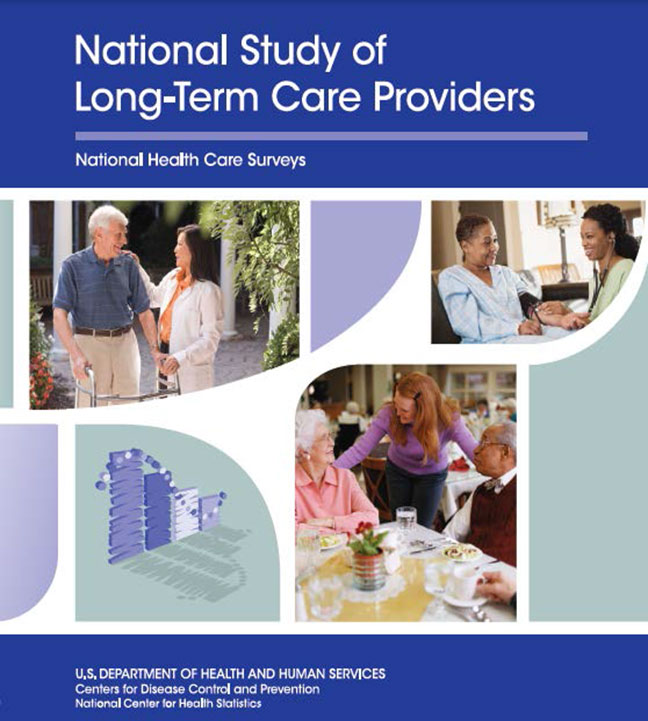 National Study of
Long-Term Care Providers
National Health Care Surveys
U.S. DEPARTMENT OF HEALTH AND HUMAN SERVICES
Centers for Disease Control and Prevention
National Center for Health Statistics